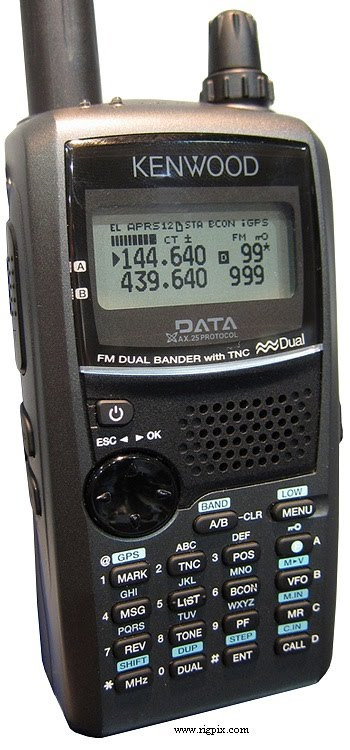 KENWOOD
EL APRS12 STA BCON iGPS
CT ± FM
A ▶144.640 99*
B 439.640 999
DATA
AX.25 PROTOCOL
FM DUAL BANDER with TNC Dual
ESC ◀ ▶ OK
BAND LOW
A/B -CLR MENU
@ GPS ABC DEF
1 MARK 2 TNC 3 POS A
GHI JKL MNO M▶V
4 MSG 5 LIST 6 BCON VFO B
PQRS TUV WXYZ M.IN
7 REV 8 TONE 9 PF MR C
SHIFT DUP STEP C.IN
* MHz 0 DUAL # ENT CALL D
www.rigpix.com